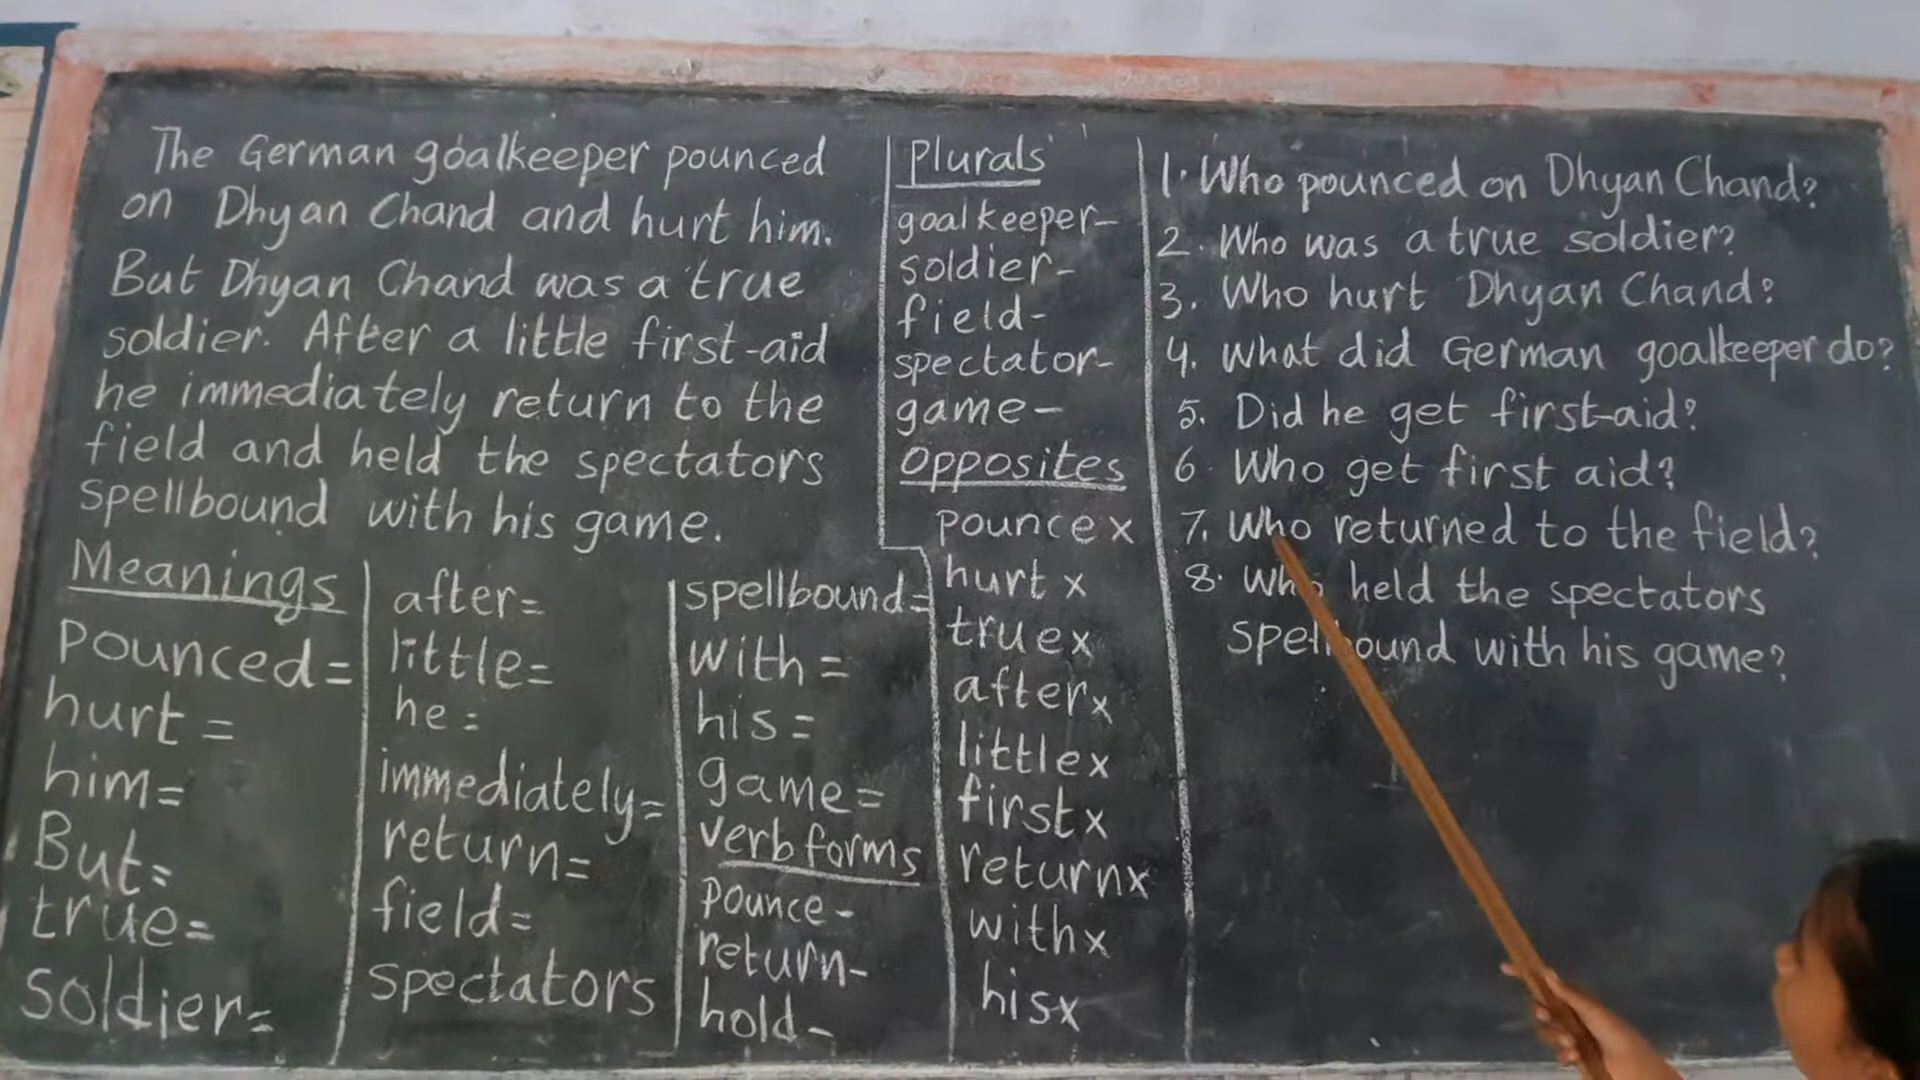 The German goalkeeper pounced
on Dhyan Chand and hurt him.
But Dhyan Chand was a true
soldier. After a little first-aid
he immediately return to the
field and held the spectators
spellbound with his game.
Meanings
pounced=
hurt=
him=
But=
true=
soldier=
after=
little=
he=
immediately=
return=
field=
spectators
spellbound=
with=
his=
game=
verb forms
pounce-
return-
hold-
Plurals
goalkeeper-
soldier-
field-
spectator-
game-
opposites
pounce x
hurt x
true x
after x
little x
first x
return x
with x
his x
1. Who pounced on Dhyan Chand?
2. Who was a true soldier?
3. Who hurt Dhyan Chand?
4. What did German goalkeeper do?
5. Did he get first-aid?
6 Who get first aid?
7. Who returned to the field?
8. Who held the spectators
spellbound with his game?